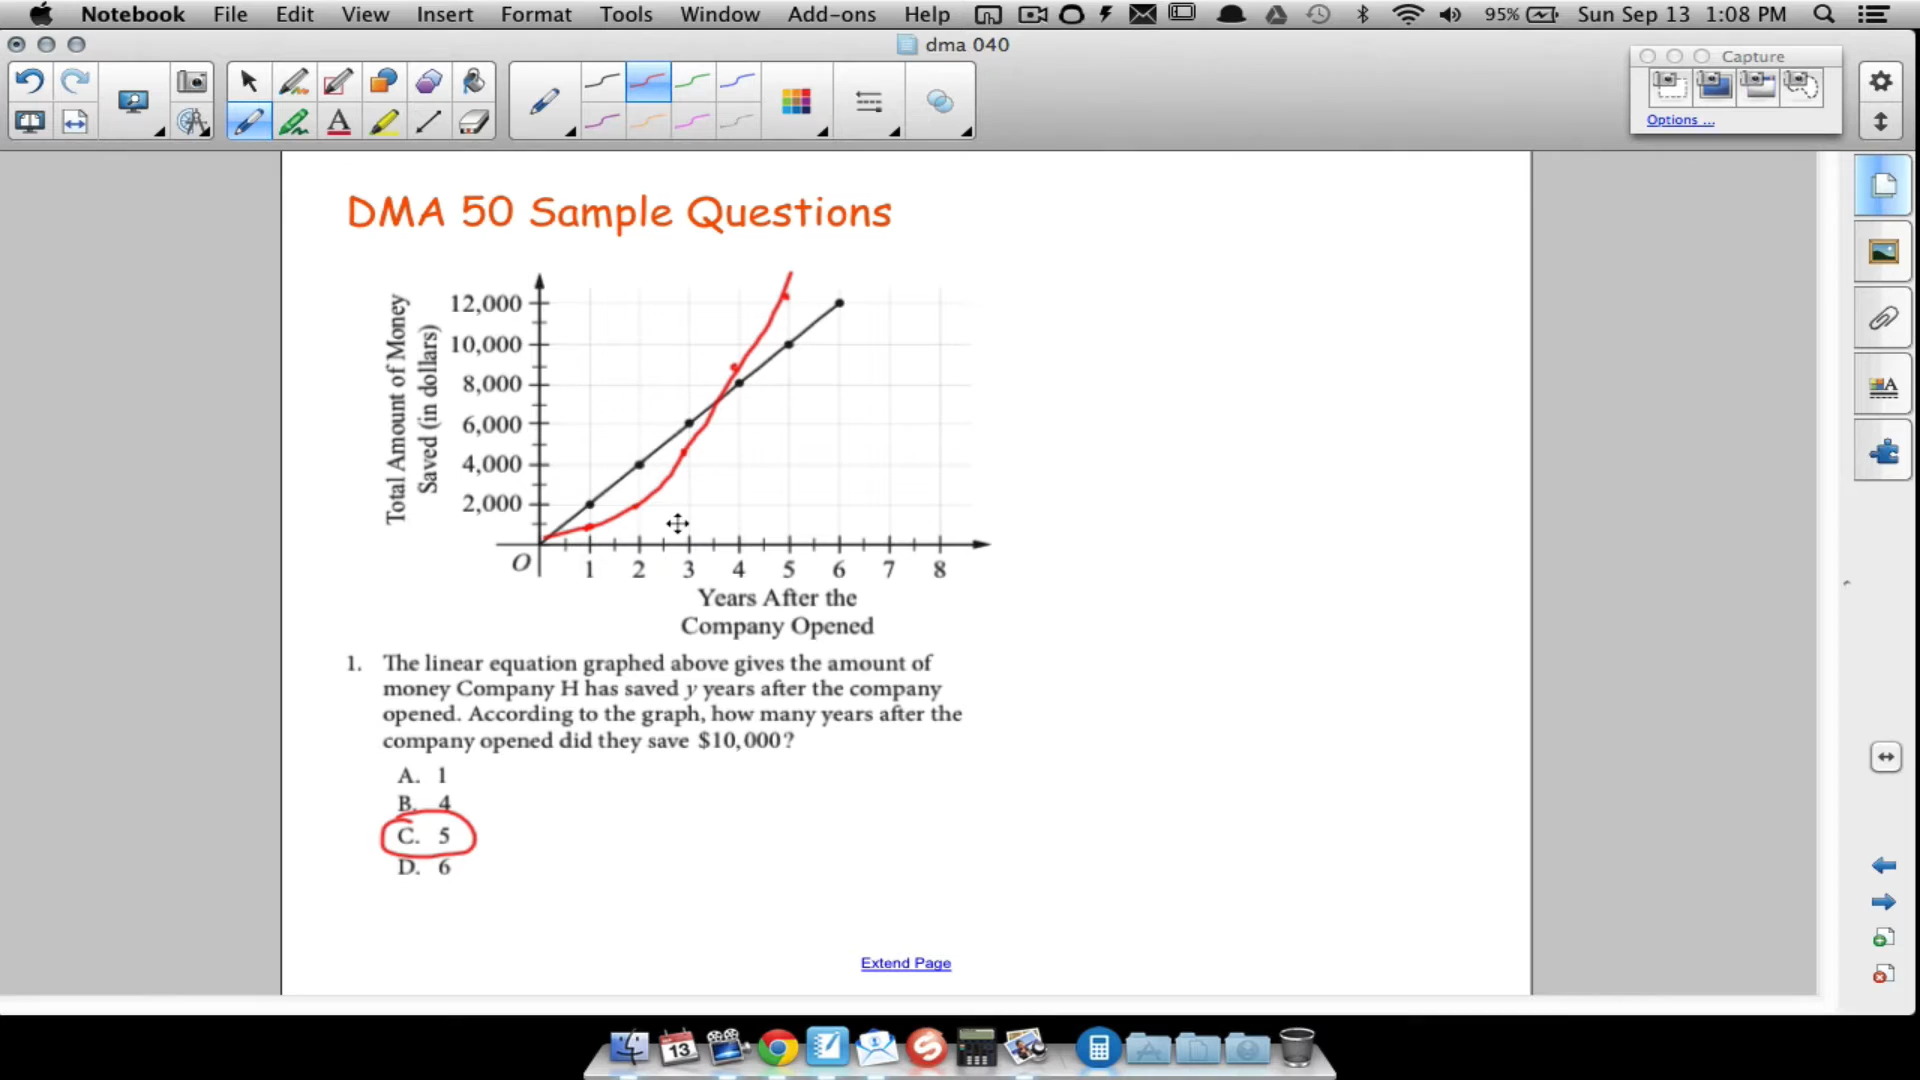 Notebook File Edit View Insert Format Tools Window Add-ons Help 95% Sun Sep 13 1:08 PM
dma 040
Capture
Options ...
DMA 50 Sample Questions
Total Amount of Money
Saved (in dollars)
12,000
10,000
8,000
6,000
4,000
2,000
O 1 2 3 4 5 6 7 8
Years After the
Company Opened
1. The linear equation graphed above gives the amount of
money Company H has saved y years after the company
opened. According to the graph, how many years after the
company opened did they save $10,000?
A. 1
B. 4
C. 5
D. 6
Extend Page
13